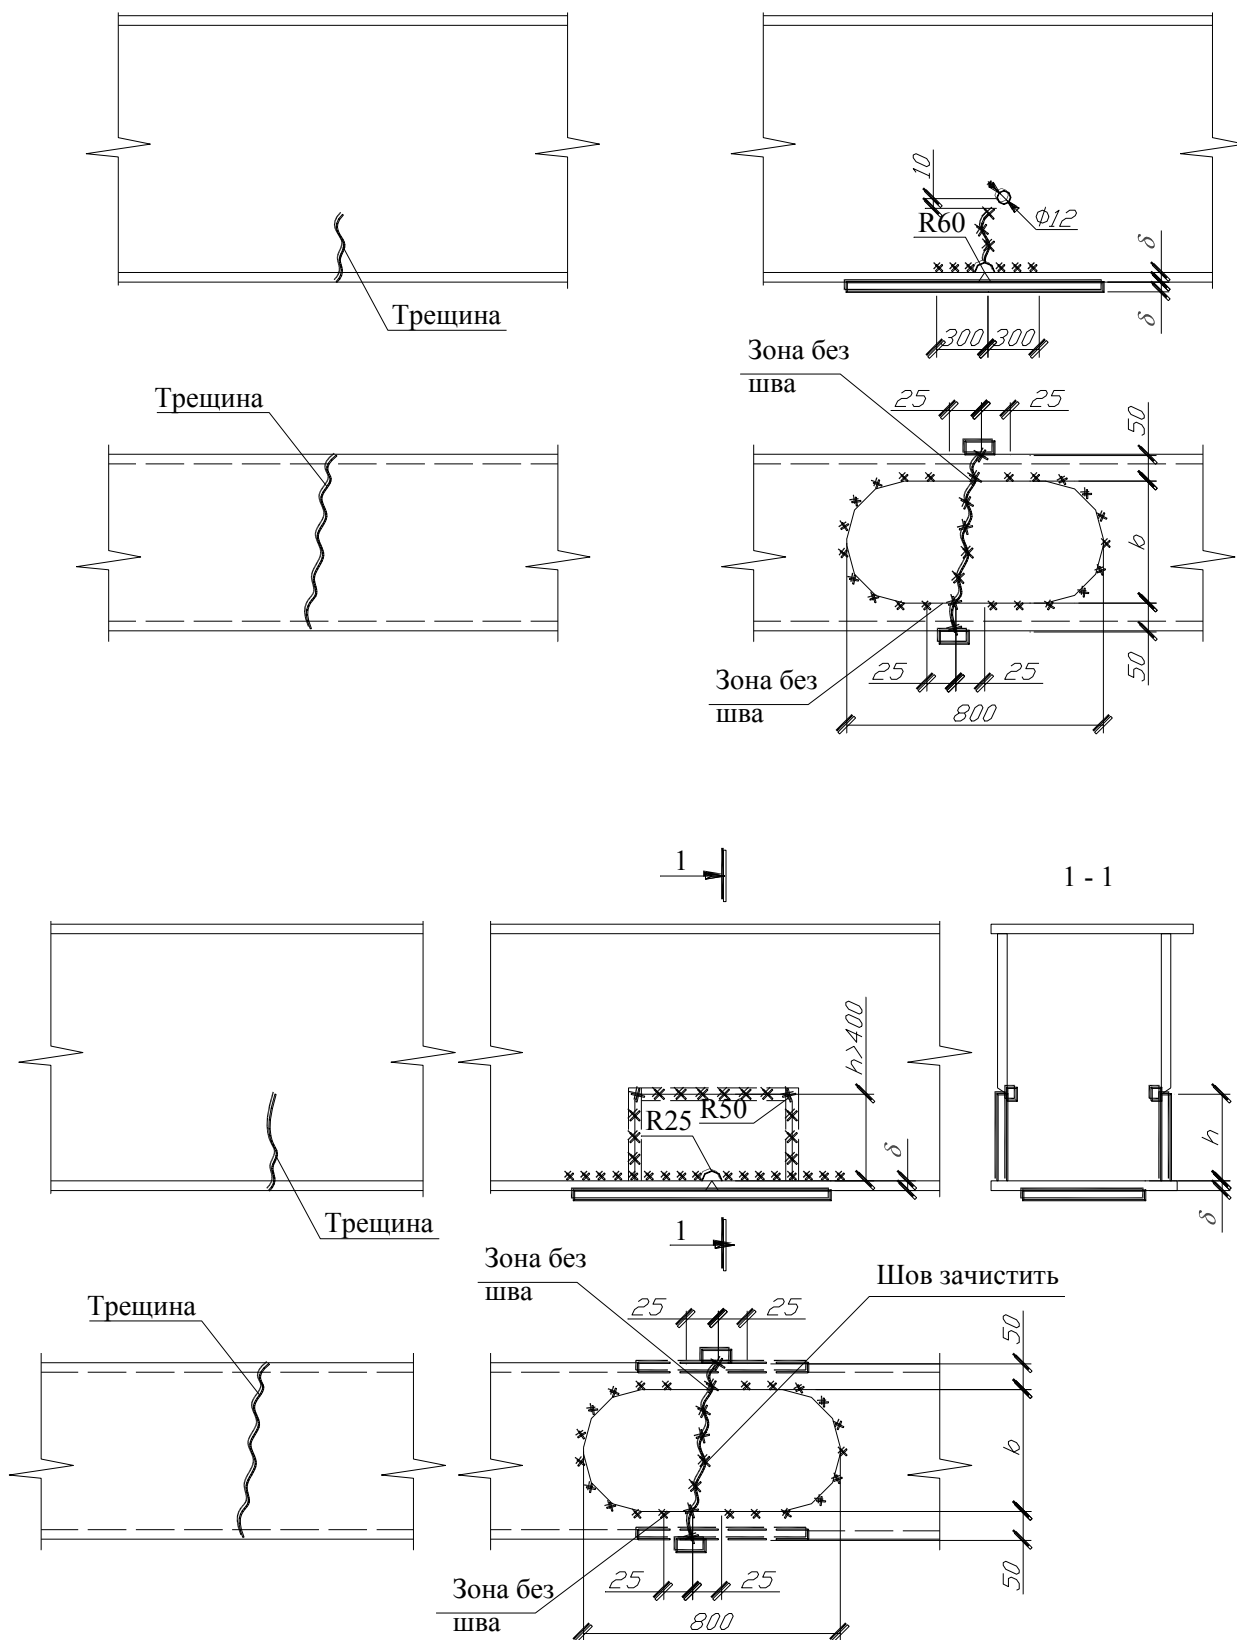 10
Ф12
R60
δ
Трещина
δ
300
300
Зона без
шва
Трещина
25
25
50
b
50
Зона без
шва
25
25
800
1
1 - 1
h>400
R50
R25
δ
h
δ
Трещина
1
Зона без
шва
Шов зачистить
Трещина
25
25
50
b
50
Зона без
шва
25
25
800